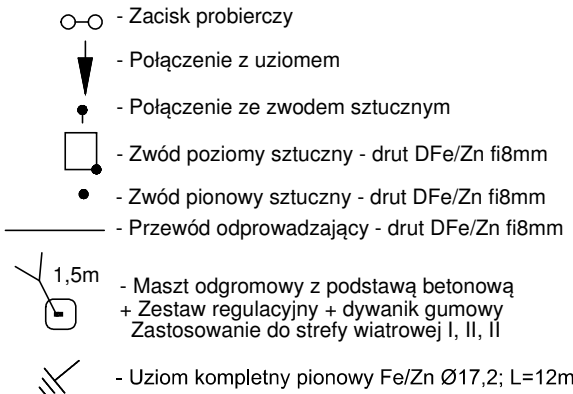 - Zacisk probierczy
- Połączenie z uziomem
- Połączenie ze zwodem sztucznym
- Zwód poziomy sztuczny - drut DFe/Zn fi8mm
- Zwód pionowy sztuczny - drut DFe/Zn fi8mm
- Przewód odprowadzający - drut DFe/Zn fi8mm
1,5m
- Maszt odgromowy z podstawą betonową
+ Zestaw regulacyjny + dywanik gumowy
Zastosowanie do strefy wiatrowej I, II, II
- Uziom kompletny pionowy Fe/Zn Ø17,2; L=12m